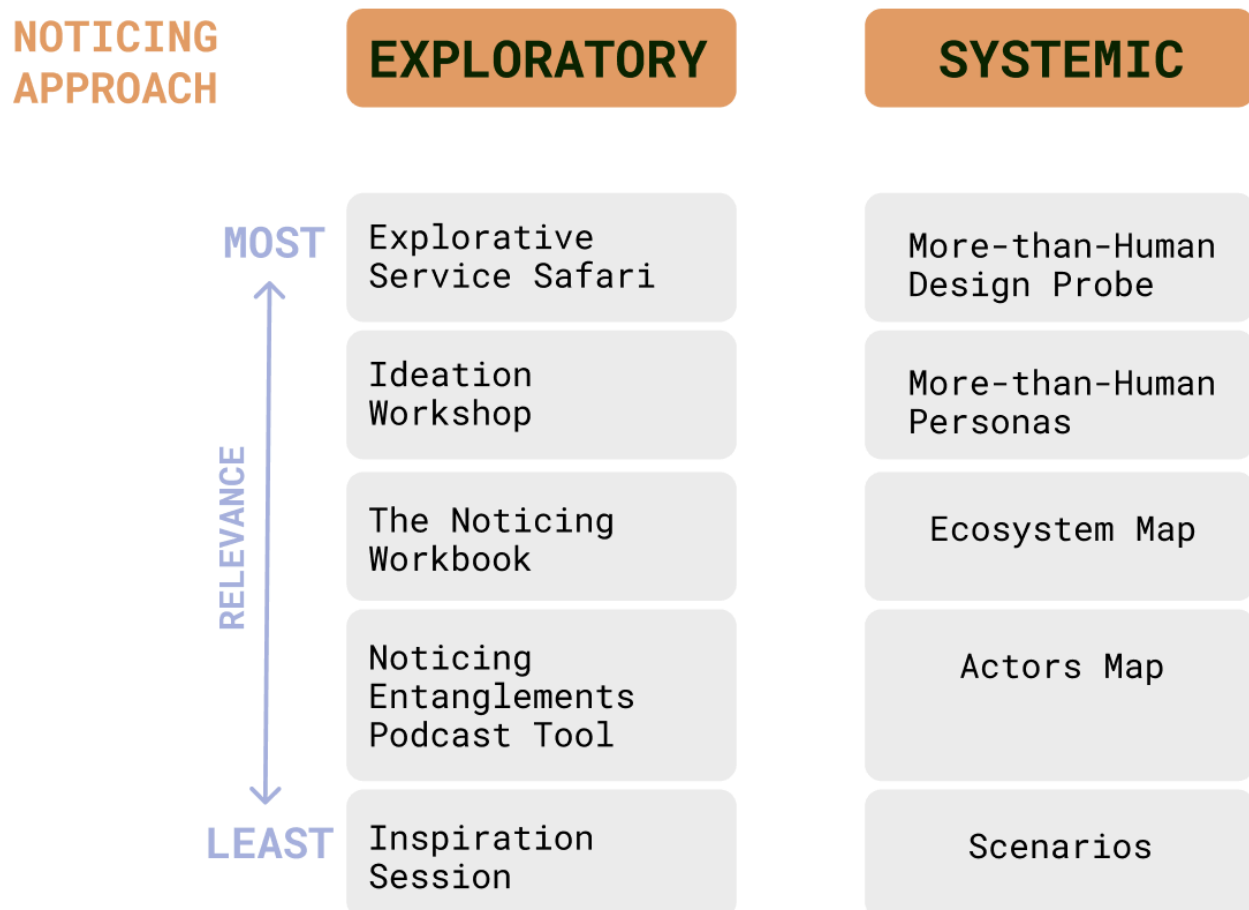 NOTICING
APPROACH
EXPLORATORY
SYSTEMIC
MOST
RELEVANCE
LEAST
Explorative
Service Safari
More-than-Human
Design Probe
Ideation
Workshop
More-than-Human
Personas
The Noticing
Workbook
Ecosystem Map
Noticing
Entanglements
Podcast Tool
Actors Map
Inspiration
Session
Scenarios